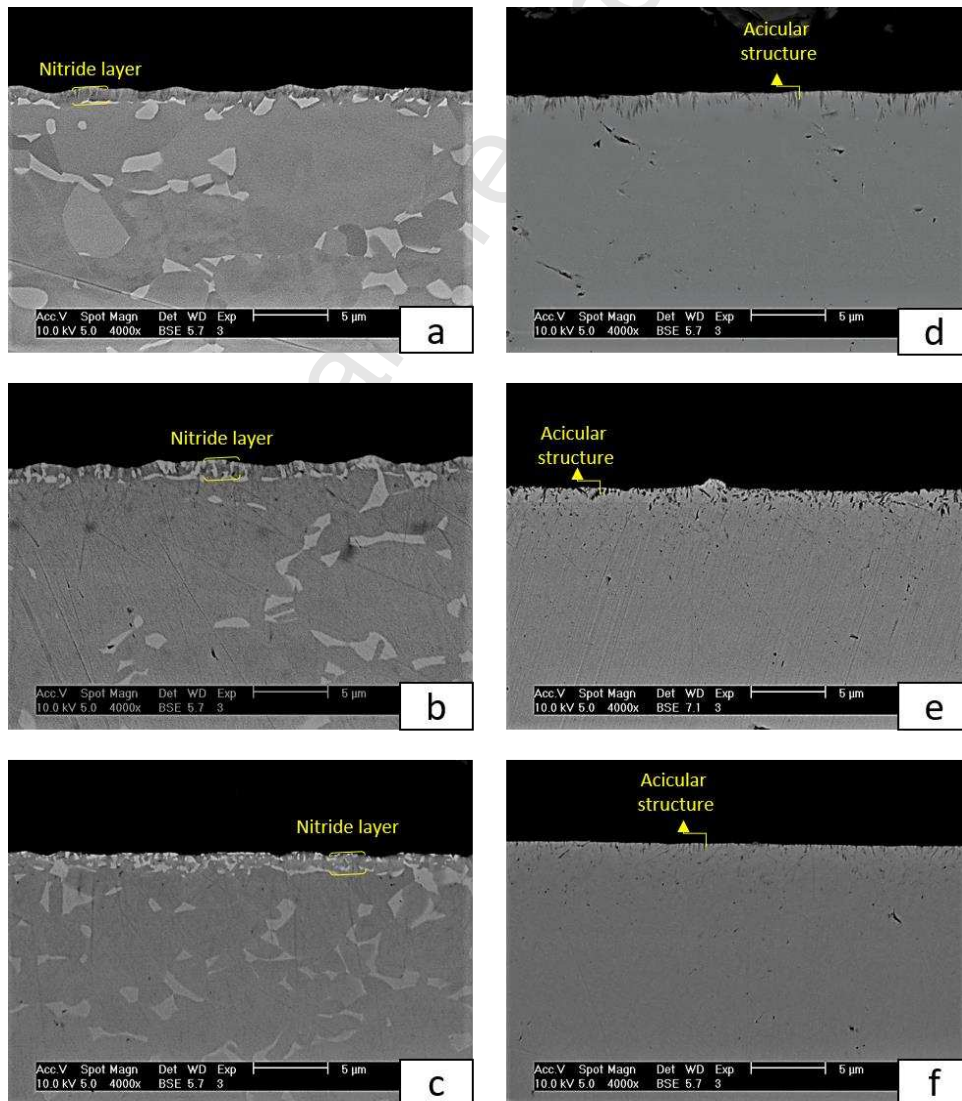 Nitride layer
Acc.V Spot Magn Det WD Exp
10.0 kV 5.0 4000x BSE 5.7 3
5 µm
a
Acicular
structure
Acc.V Spot Magn Det WD Exp
10.0 kV 5.0 4000x BSE 5.7 3
5 µm
d
Nitride layer
Acc.V Spot Magn Det WD Exp
10.0 kV 5.0 4000x BSE 5.7 3
5 µm
b
Acicular
structure
Acc.V Spot Magn Det WD Exp
10.0 kV 5.0 4000x BSE 7.1 3
5 µm
e
Nitride layer
Acc.V Spot Magn Det WD Exp
10.0 kV 5.0 4000x BSE 5.7 3
5 µm
c
Acicular
structure
Acc.V Spot Magn Det WD Exp
10.0 kV 5.0 4000x BSE 5.7 3
5 µm
f